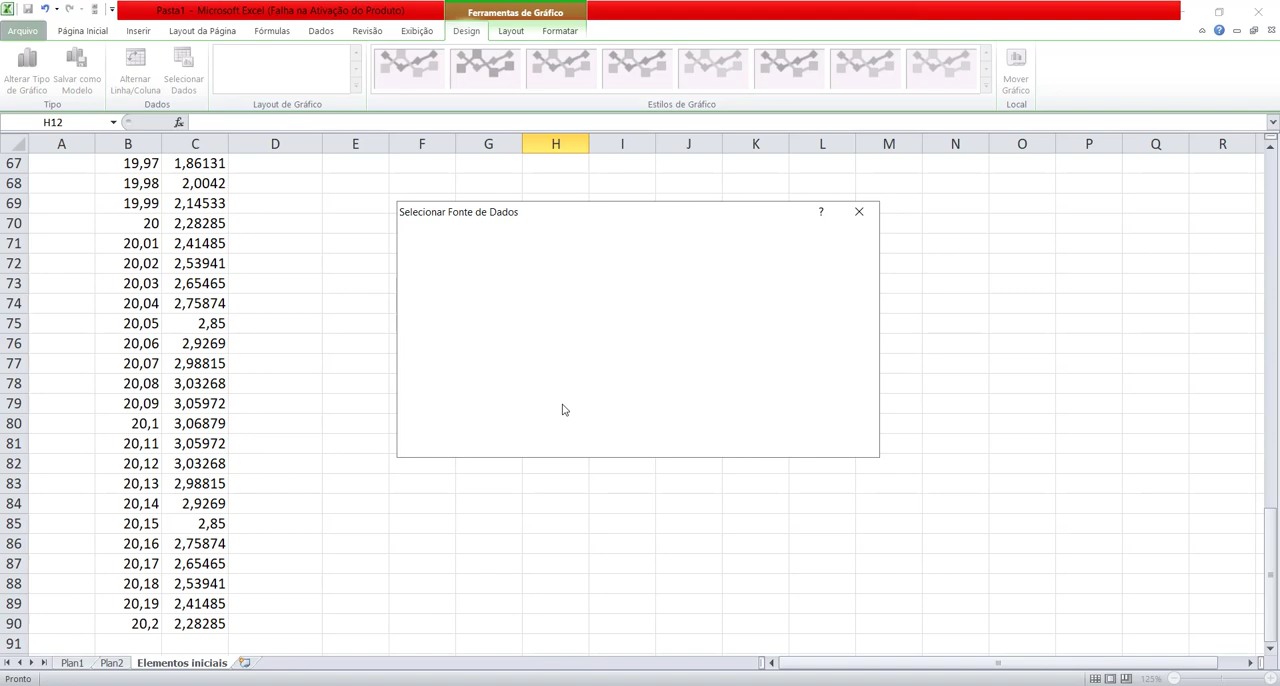 Pasta1 - Microsoft Excel (Falha na Ativação do Produto)
Ferramentas de Gráfico
Arquivo Página Inicial Inserir Layout da Página Fórmulas Dados Revisão Exibição Design Layout Formatar
Alterar Tipo de Gráfico
Salvar como Modelo
Alternar Linha/Coluna
Selecionar Dados
Mover Gráfico
Tipo Dados Layout de Gráfico Estilos de Gráfico Local
H12 fx
A B C D E F G H I J K L M N O P Q R
67 19,97 1,86131
68 19,98 2,0042
69 19,99 2,14533
70 20 2,28285
71 20,01 2,41485
72 20,02 2,53941
73 20,03 2,65465
74 20,04 2,75874
75 20,05 2,85
76 20,06 2,9269
77 20,07 2,98815
78 20,08 3,03268
79 20,09 3,05972
80 20,1 3,06879
81 20,11 3,05972
82 20,12 3,03268
83 20,13 2,98815
84 20,14 2,9269
85 20,15 2,85
86 20,16 2,75874
87 20,17 2,65465
88 20,18 2,53941
89 20,19 2,41485
90 20,2 2,28285
91
Selecionar Fonte de Dados ?
Plan1 Plan2 Elementos iniciais
Pronto 125%